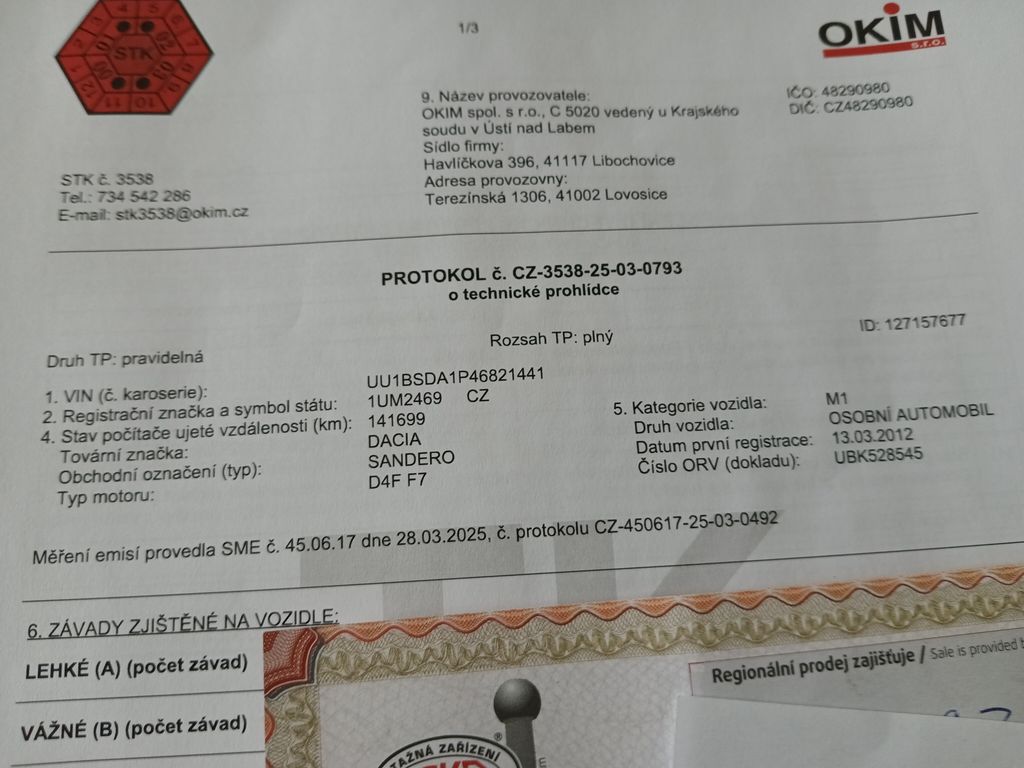 1/3
OKIM
s.r.o.
STK
9. Název provozovatele:
OKIM spol. s r.o., C 5020 vedený u Krajského
soudu v Ústí nad Labem
Sídlo firmy:
Havlíčkova 396, 41117 Libochovice
Adresa provozovny:
Terezínská 1306, 41002 Lovosice
IČO: 48290980
DIČ: CZ48290980
STK č. 3538
Tel.: 734 542 286
E-mail: stk3538@okim.cz
PROTOKOL č. CZ-3538-25-03-0793
o technické prohlídce
Druh TP: pravidelná
Rozsah TP: plný
ID: 127157677
1. VIN (č. karoserie): UU1BSDA1P46821441
2. Registrační značka a symbol státu: 1UM2469 CZ
4. Stav počítače ujeté vzdálenosti (km): 141699
Tovární značka: DACIA
Obchodní označení (typ): SANDERO
Typ motoru: D4F F7
5. Kategorie vozidla: M1
Druh vozidla: OSOBNÍ AUTOMOBIL
Datum první registrace: 13.03.2012
Číslo ORV (dokladu): UBK528545
Měření emisí provedla SME č. 45.06.17 dne 28.03.2025, č. protokolu CZ-450617-25-03-0492
6. ZÁVADY ZJIŠTĚNÉ NA VOZIDLE:
LEHKÉ (A) (počet závad)
VÁŽNÉ (B) (počet závad)
Regionální prodej zajišťuje / Sale is provided
TAŽNÁ ZAŘÍZENÍ
®